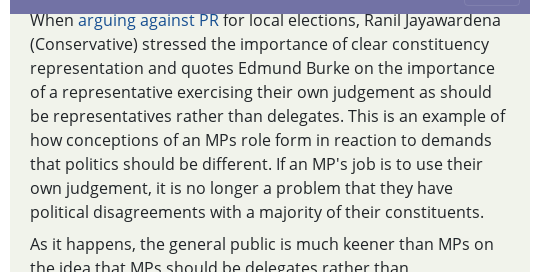 When arguing against PR for local elections, Ranil Jayawardena
(Conservative) stressed the importance of clear constituency
representation and quotes Edmund Burke on the importance
of a representative exercising their own judgement as should
be representatives rather than delegates. This is an example of
how conceptions of an MPs role form in reaction to demands
that politics should be different. If an MP's job is to use their
own judgement, it is no longer a problem that they have
political disagreements with a majority of their constituents.
As it happens, the general public is much keener than MPs on
the idea that MPs should be delegates rather than